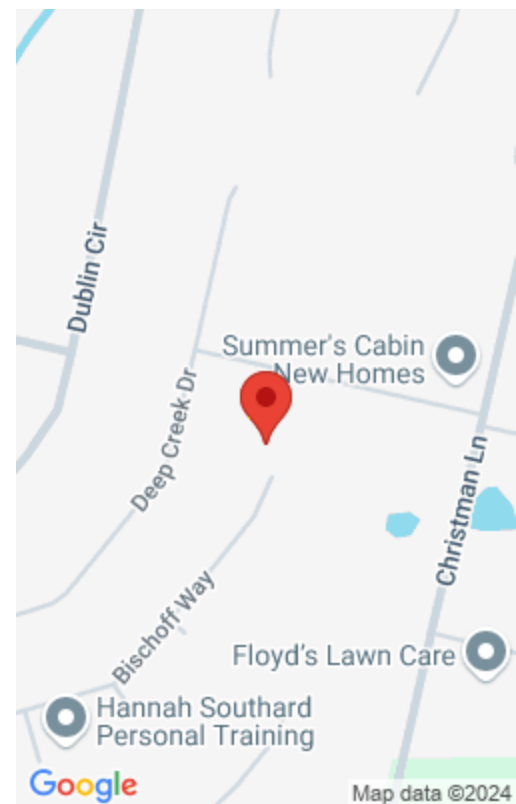 Dublin Cir
Summer's Cabin
New Homes
Deep Creek Dr
Christman Ln
Bischoff Way
Floyd's Lawn Care
Hannah Southard
Personal Training
Google
Map data ©2024